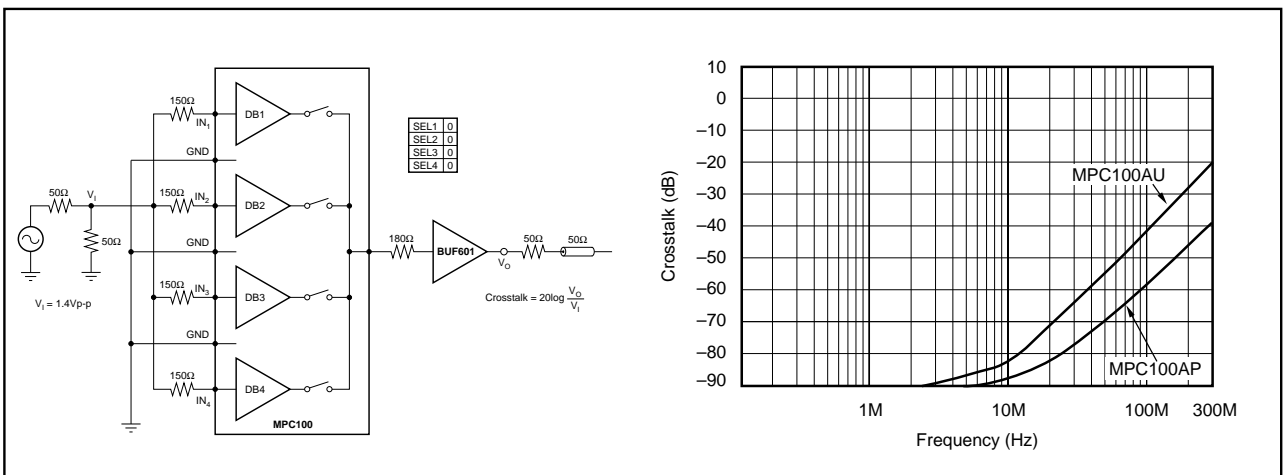 150Ω
IN1
DB1
GND
SEL1 0
SEL2 0
SEL3 0
SEL4 0
50Ω
VI
50Ω
VI = 1.4Vp-p
150Ω
IN2
DB2
GND
180Ω
BUF601
VO
50Ω
50Ω
Crosstalk = 20log VO
VI
150Ω
IN3
DB3
GND
150Ω
IN4
DB4
MPC100
10
0
–10
–20
–30
–40
–50
–60
–70
–80
–90
Crosstalk (dB)
MPC100AU
MPC100AP
1M 10M 100M 300M
Frequency (Hz)